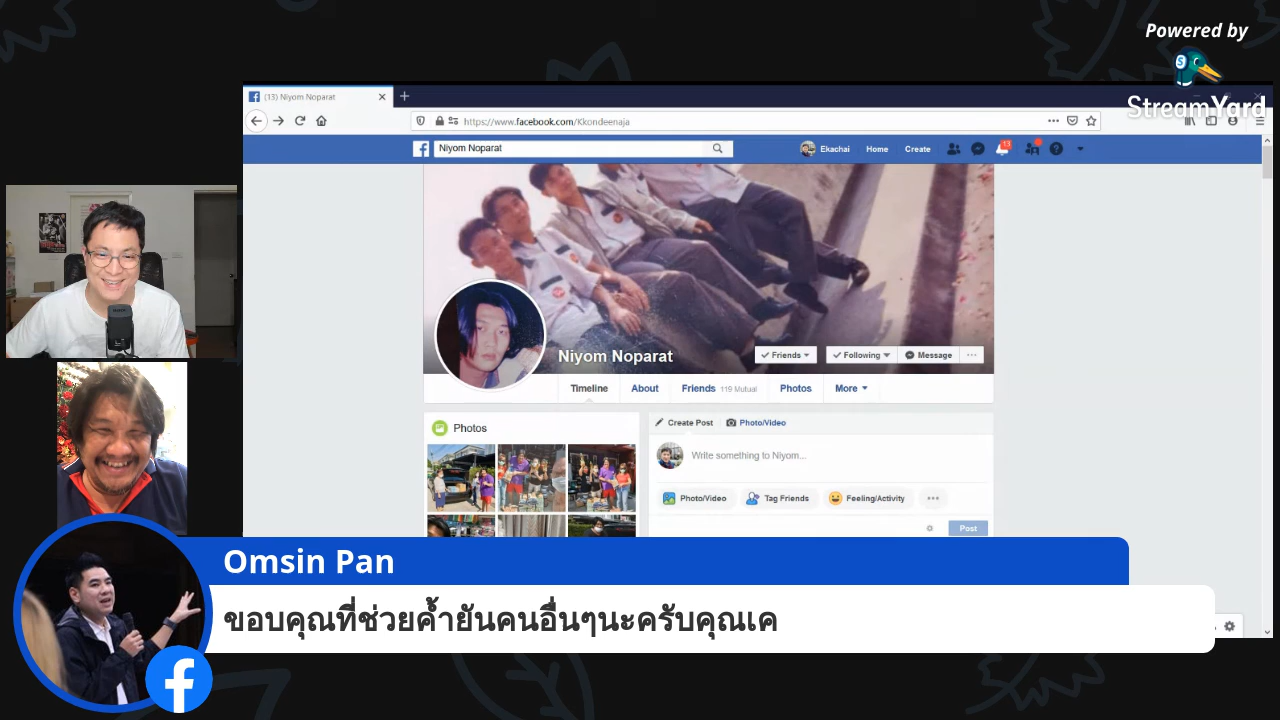 Powered by
StreamYard
(13) Niyom Noparat
https://www.facebook.com/Kkondeenaja
Niyom Noparat
Ekachai
Home
Create
13
Niyom Noparat
Friends
Following
Message
Timeline
About
Friends 119 Mutual
Photos
More
Photos
Create Post
Photo/Video
Write something to Niyom...
Photo/Video
Tag Friends
Feeling/Activity
Post
Omsin Pan
ขอบคุณที่ช่วยค้ำยันคนอื่นๆนะครับคุณเค